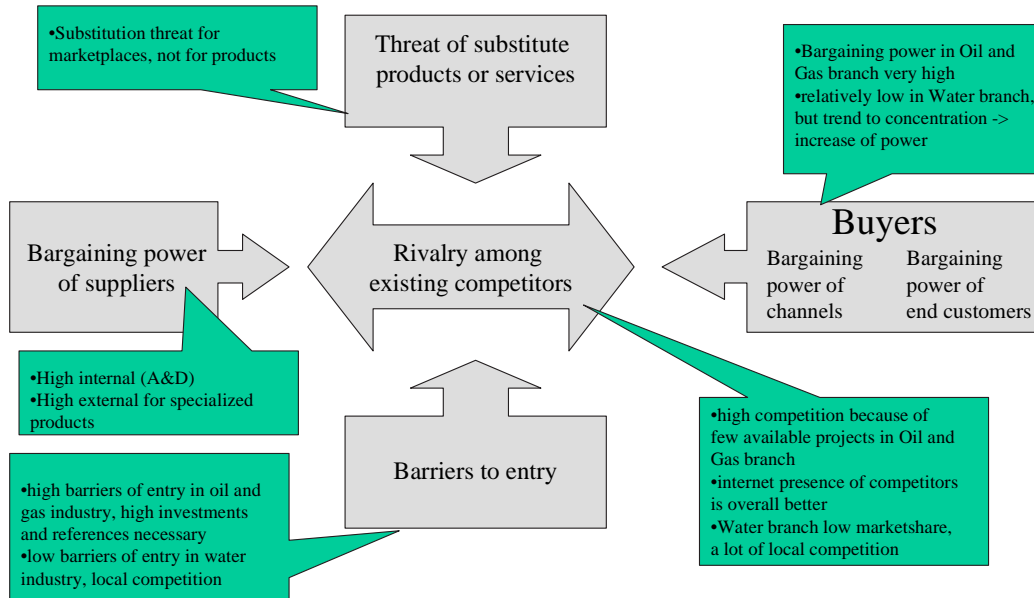 •Substitution threat for
marketplaces, not for products
Threat of substitute
products or services
•Bargaining power in Oil and
Gas branch very high
•relatively low in Water branch,
but trend to concentration ->
increase of power
Bargaining power
of suppliers
Rivalry among
existing competitors
Buyers
Bargaining
power of
channels
Bargaining
power of
end customers
•High internal (A&D)
•High external for specialized
products
•high competition because of
few available projects in Oil and
Gas branch
•internet presence of competitors
is overall better
•Water branch low marketshare,
a lot of local competition
Barriers to entry
•high barriers of entry in oil and
gas industry, high investments
and references necessary
•low barriers of entry in water
industry, local competition